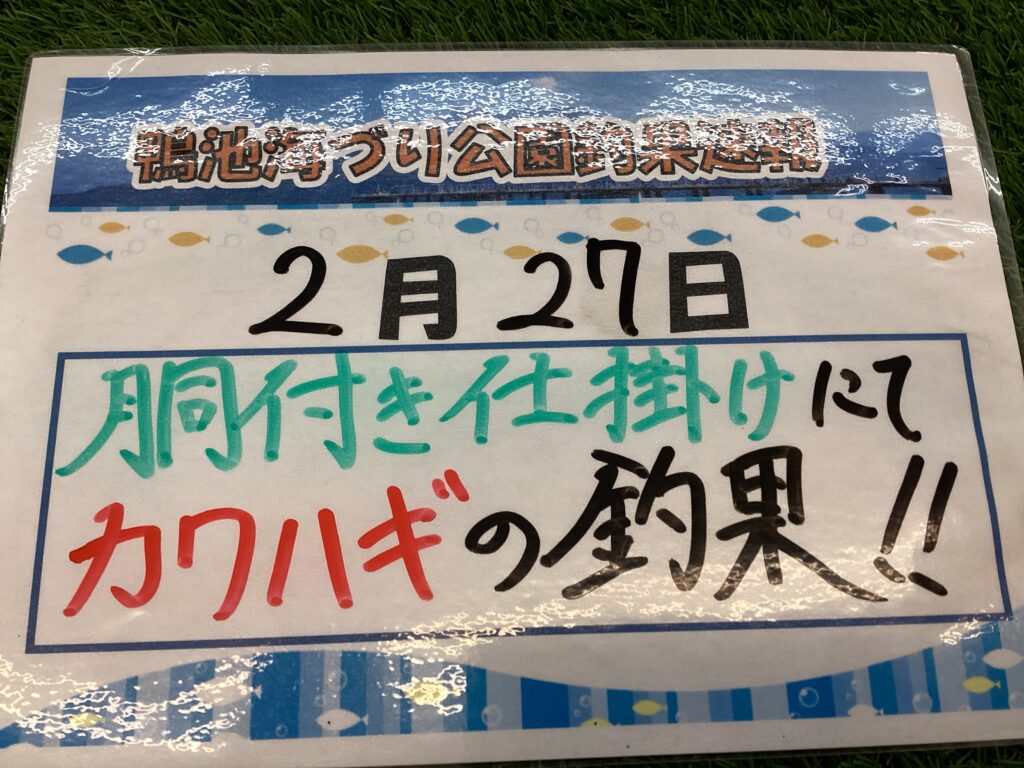 鴨池海づり公園釣果速報
2月27日
胴付き仕掛けにて
カワハギの釣果!!